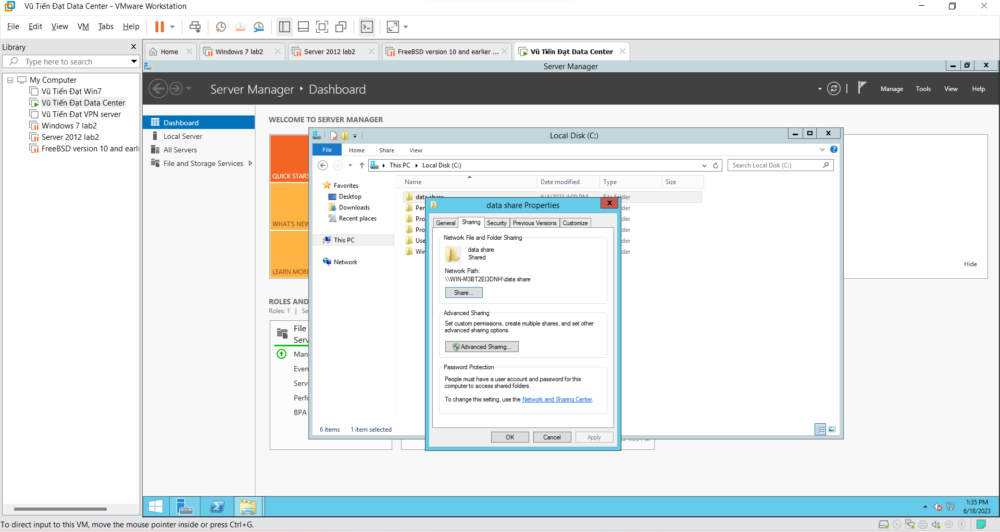 Vũ Tiến Đạt Data Center - VMware Workstation
File Edit View VM Tabs Help
Library
Type here to search
My Computer
Vũ Tiến Đạt Win7
Vũ Tiến Đạt Data Center
Vũ Tiến Đạt VPN server
Windows 7 lab2
Server 2012 lab2
FreeBSD version 10 and earli
Home
Windows 7 lab2
Server 2012 lab2
FreeBSD version 10 and earlier ...
Vũ Tiến Đạt Data Center
Server Manager
Server Manager Dashboard
Manage Tools View Help
Dashboard
Local Server
All Servers
File and Storage Services
WELCOME TO SERVER MANAGER
QUICK START
WHAT'S NEW
LEARN MORE
Hide
ROLES AND
Roles: 1 | Se
File
Serv
Man
Even
Servi
Perfo
BPA
Local Disk (C:)
File Home Share View
This PC Local Disk (C:)
Search Local Disk (C:)
Favorites
Desktop
Downloads
Recent places
This PC
Network
Name Date modified Type Size
data share 6/4/2023 4:00 PM File folder
Per der
Pro der
Pro der
Use der
Win der
6 items 1 item selected
data share Properties
General Sharing Security Previous Versions Customize
Network File and Folder Sharing
data share
Shared
Network Path:
\\WIN-M3BT2EI3DNH\data share
Share...
Advanced Sharing
Set custom permissions, create multiple shares, and set other
advanced sharing options.
Advanced Sharing...
Password Protection
People must have a user account and password for this
computer to access shared folders.
To change this setting, use the Network and Sharing Center.
OK Cancel Apply
1:35 PM
6/18/2023
To direct input to this VM, move the mouse pointer inside or press Ctrl+G.